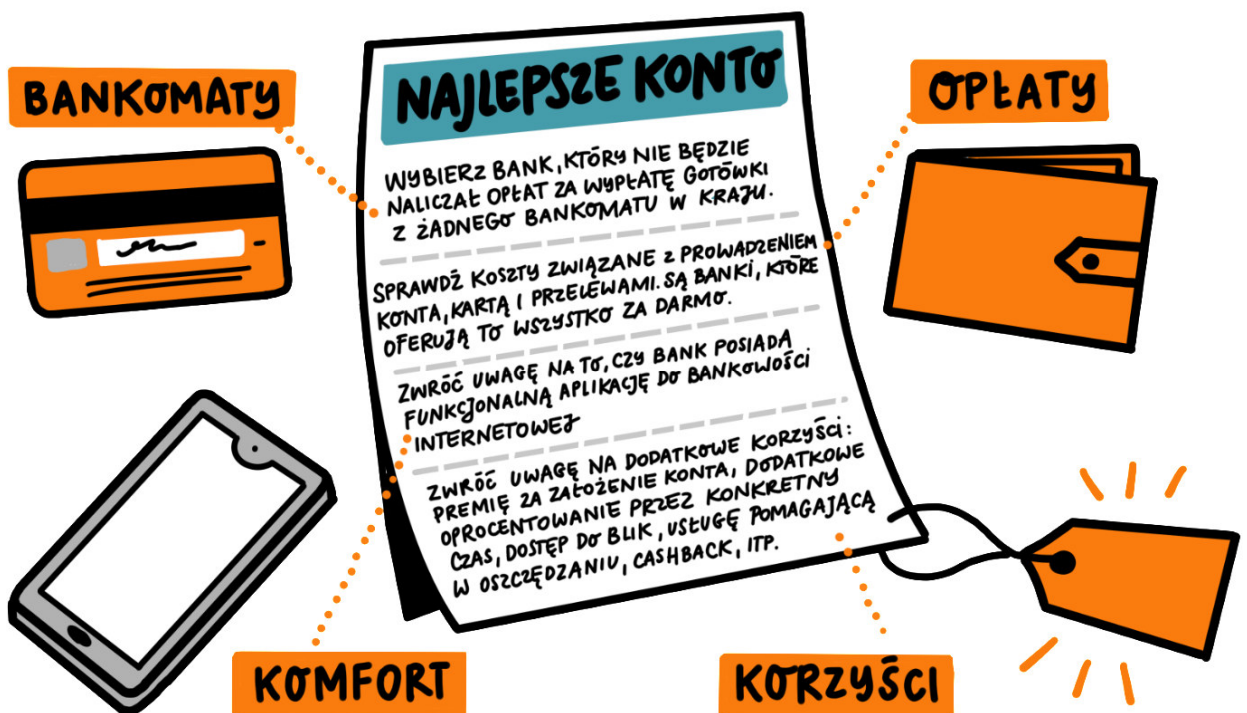 BANKOMATY
NAJLEPSZE KONTO
OPŁATY
WYBIERZ BANK, KTÓRY NIE BĘDZIE
NALICZAŁ OPŁAT ZA WYPŁATĘ GOTÓWKI
Z ŻADNEGO BANKOMATU W KRAJU.
SPRAWDŹ KOSZTY ZWIĄZANE Z PROWADZENIEM
KONTA, KARTĄ I PRZELEWAMI. SĄ BANKI, KTÓRE
OFERUJĄ TO WSZYSTKO ZA DARMO.
ZWRÓĆ UWAGĘ NA TO, CZY BANK POSIADA
FUNKCJONALNĄ APLIKACJĘ DO BANKOWOŚCI
INTERNETOWEJ
ZWRÓĆ UWAGĘ NA DODATKOWE KORZYŚCI:
PREMIĘ ZA ZAŁOŻENIE KONTA, DODATKOWE
OPROCENTOWANIE PRZEZ KONKRETNY
CZAS, DOSTĘP DO BLIK, USŁUGĘ POMAGAJĄCĄ
W OSZCZĘDZANIU, CASHBACK, ITP.
KOMFORT
KORZYŚCI